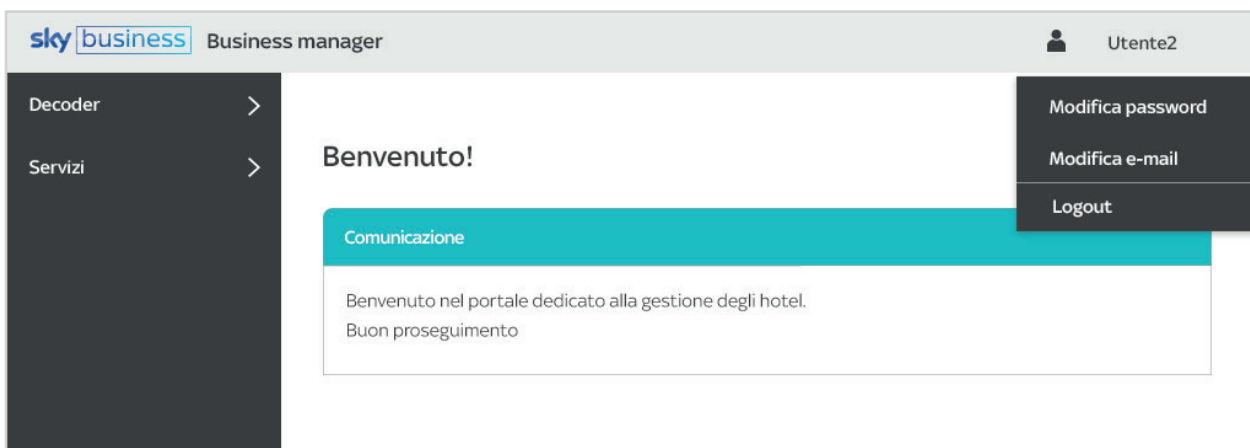 sky business Business manager
Utente2
Decoder
Servizi
Modifica password
Modifica e-mail
Logout
Benvenuto!
Comunicazione
Benvenuto nel portale dedicato alla gestione degli hotel.
Buon proseguimento